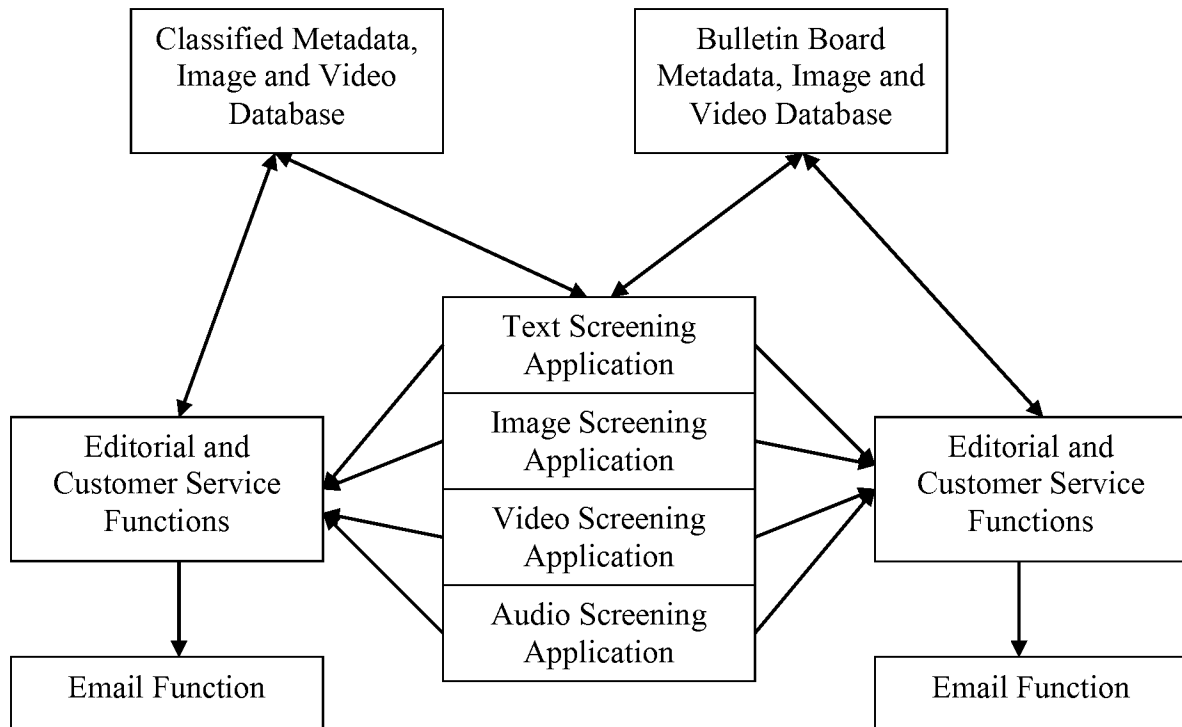 Classified Metadata,
Image and Video
Database
Bulletin Board
Metadata, Image and
Video Database
Text Screening
Application
Image Screening
Application
Video Screening
Application
Audio Screening
Application
Editorial and
Customer Service
Functions
Editorial and
Customer Service
Functions
Email Function
Email Function